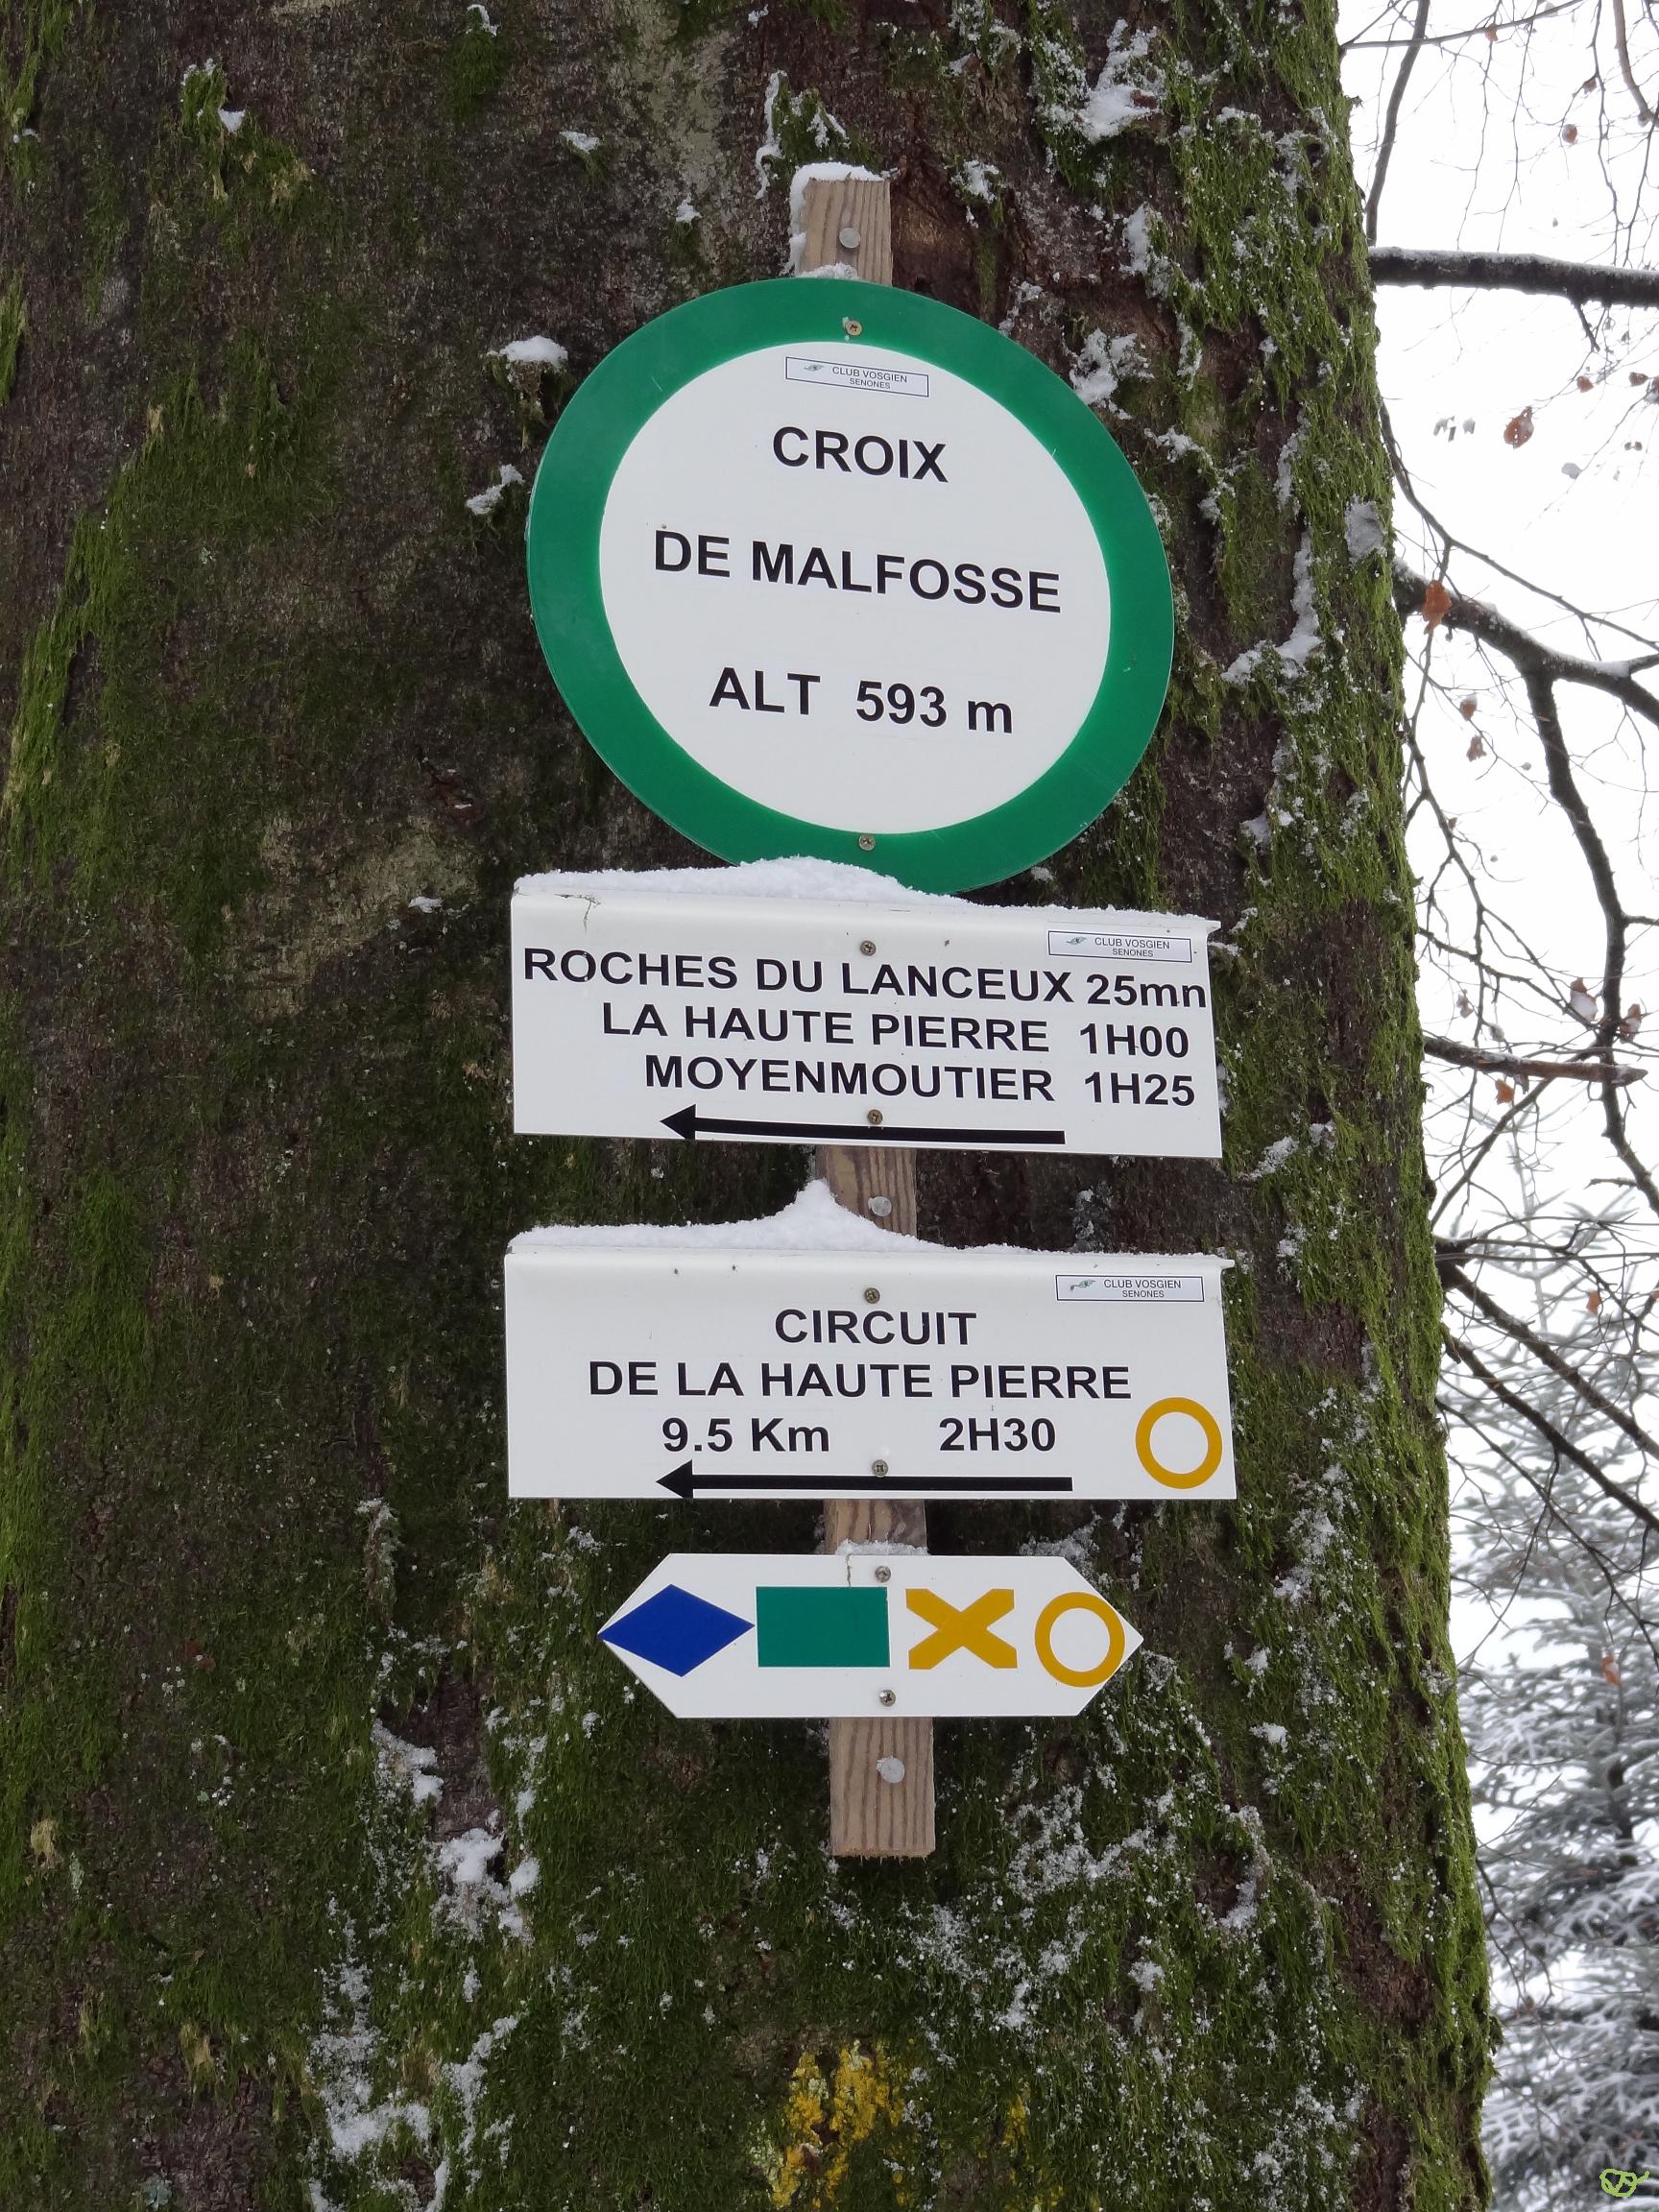 CLUB VOSGIEN
SENONES
CROIX
DE MALFOSSE
ALT 593 m
CLUB VOSGIEN
SENONES
ROCHES DU LANCEUX 25mn
LA HAUTE PIERRE 1H00
MOYENMOUTIER 1H25
CLUB VOSGIEN
SENONES
CIRCUIT
DE LA HAUTE PIERRE
9.5 Km 2H30